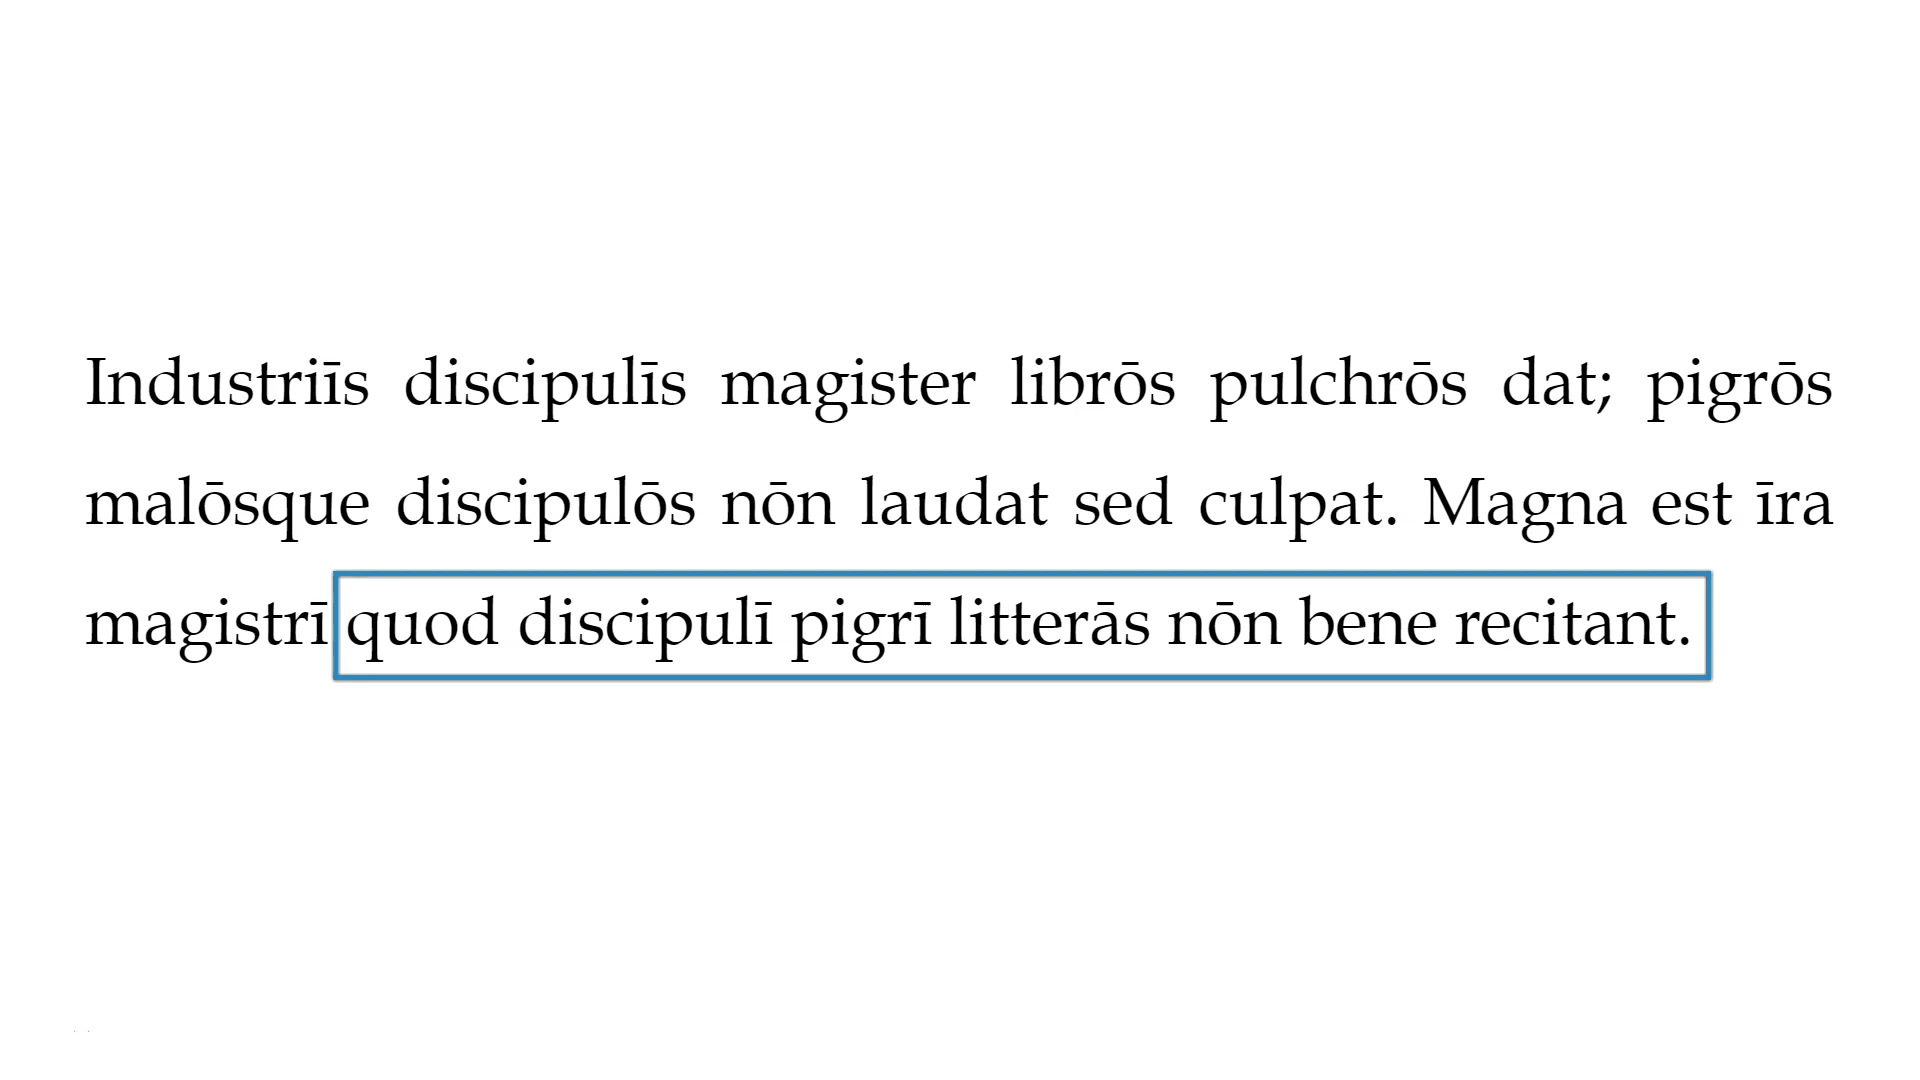 Industriīs discipulīs magister librōs pulchrōs dat; pigrōs
malōsque discipulōs nōn laudat sed culpat. Magna est īra
magistrī quod discipulī pigrī litterās nōn bene recitant.